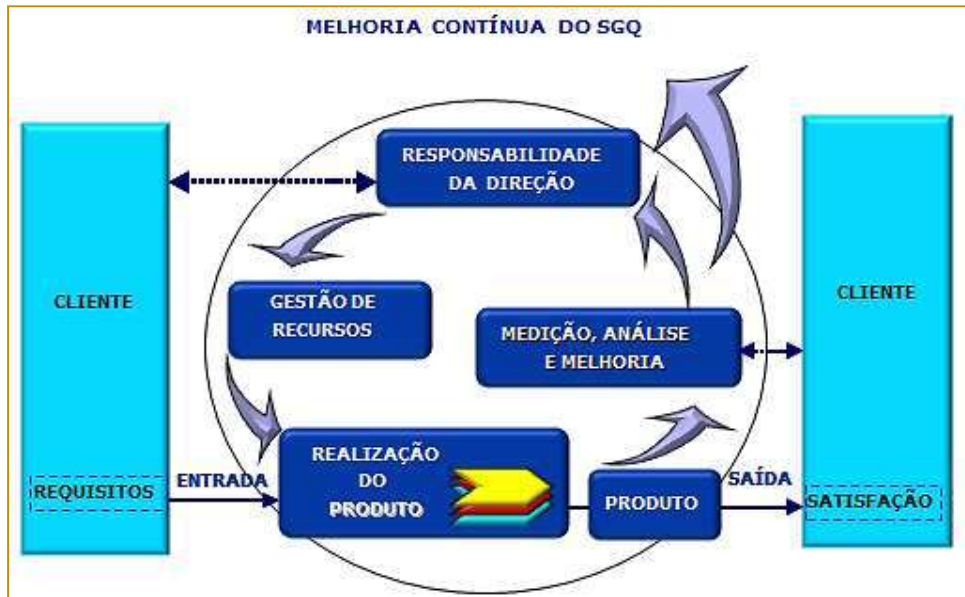 MELHORIA CONTÍNUA DO SGQ
RESPONSABILIDADE
DA DIREÇÃO
CLIENTE
GESTÃO DE
RECURSOS
MEDIÇÃO, ANÁLISE
E MELHORIA
CLIENTE
REQUISITOS
ENTRADA
REALIZAÇÃO
DO
PRODUTO
PRODUTO
SAÍDA
SATISFAÇÃO